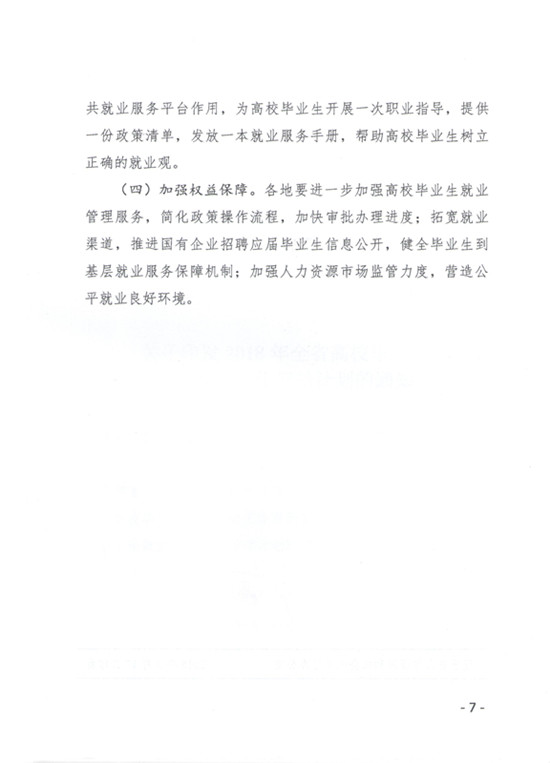 共就业服务平台作用，为高校毕业生开展一次职业指导，提供
一份政策清单，发放一本就业服务手册，帮助高校毕业生树立
正确的就业观。
（四）加强权益保障。各地要进一步加强高校毕业生就业
管理服务，简化政策操作流程，加快审批办理进度；拓宽就业
渠道，推进国有企业招聘应届毕业生信息公开，健全毕业生到
基层就业服务保障机制；加强人力资源市场监管力度，营造公
平就业良好环境。
- 7 -